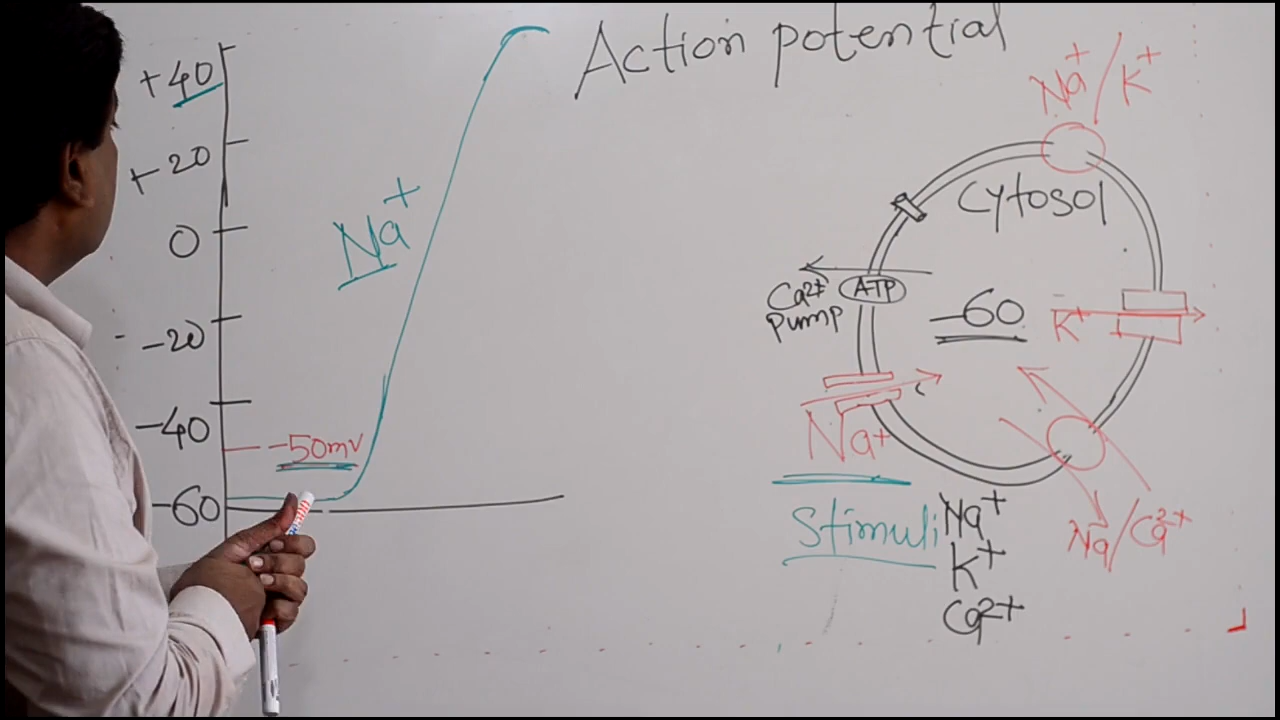 Action potential
+40
+20
0
-20
-40
-50mv
-60
Na+
Na+/K+
Cytosol
Ca2+
Pump
ATP
-60
K+
Na+
Stimuli
Na+
K+
Ca2+
Na/Ca2+